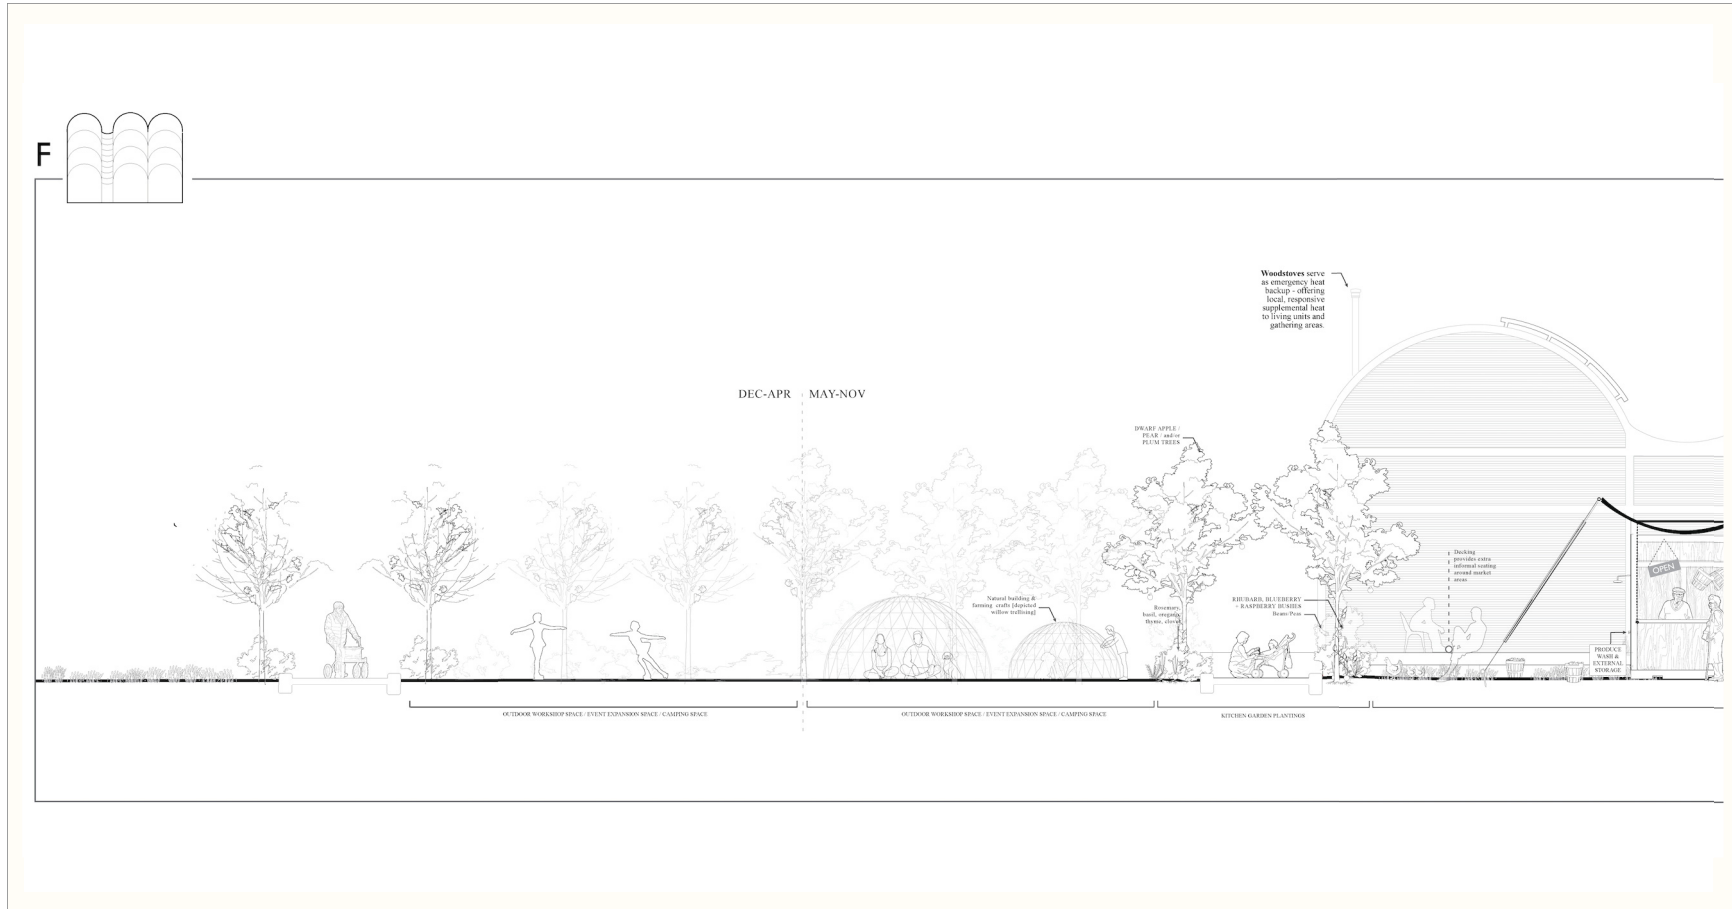 F
Woodstoves serve
as emergency heat
backup - offering
local, responsive
supplemental heat
to living units and
gathering areas.
DEC-APR
MAY-NOV
DWARF APPLE /
PEAR / and/or
PLUM TREES
Natural building &
farming crafts [depicted
willow trellising]
Rosemary,
basil, oregano,
thyme, clover
RHUBARB, BLUEBERRY
+ RASPBERRY BUSHES
Beans/Peas
Decking
provides extra
informal seating
around market
areas
OPEN
PRODUCE
WASH &
EXTERNAL
STORAGE
OUTDOOR WORKSHOP SPACE / EVENT EXPANSION SPACE / CAMPING SPACE
OUTDOOR WORKSHOP SPACE / EVENT EXPANSION SPACE / CAMPING SPACE
KITCHEN GARDEN PLANTINGS